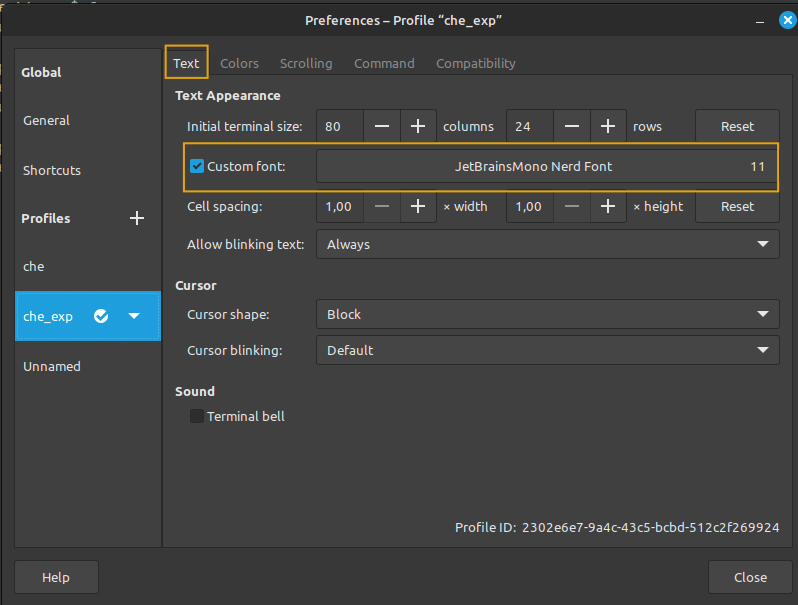 Preferences – Profile “che_exp”
Global
General
Shortcuts
Profiles
che
che_exp
Unnamed
Text Colors Scrolling Command Compatibility
Text Appearance
Initial terminal size: 80 columns 24 rows Reset
Custom font: JetBrainsMono Nerd Font 11
Cell spacing: 1,00 × width 1,00 × height Reset
Allow blinking text: Always
Cursor
Cursor shape: Block
Cursor blinking: Default
Sound
Terminal bell
Profile ID: 2302e6e7-9a4c-43c5-bcbd-512c2f269924
Help Close